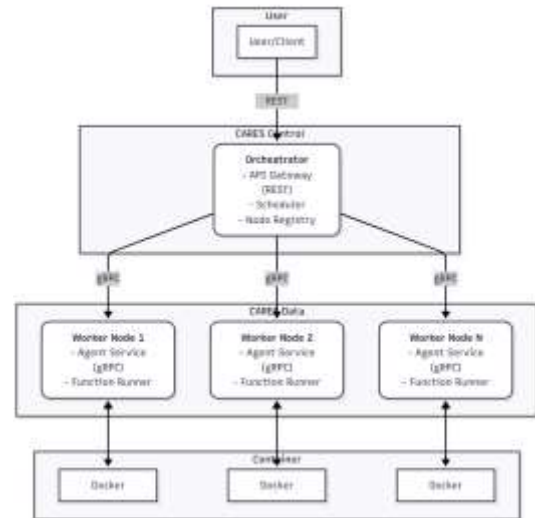 User
User/Client
REST
CARES Control
Orchestrator
- API Gateway
(REST)
- Scheduler
- Node Registry
gRPC gRPC gRPC
CARES Data
Worker Node 1
- Agent Service
(gRPC)
- Function Runner
Worker Node 2
- Agent Service
(gRPC)
- Function Runner
Worker Node N
- Agent Service
(gRPC)
- Function Runner
Container
Docker Docker Docker